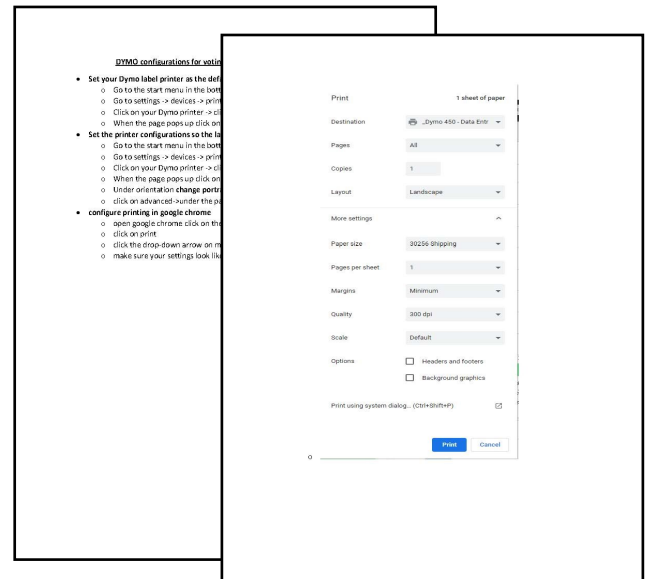 DYMO configurations for votin
• Set your Dymo label printer as the def
o Go to the start menu in the bott
o Go to settings -> devices -> print
o Click on your Dymo printer -> cli
o When the page pops up click on
• Set the printer configurations so the la
o Go to the start menu in the bott
o Go to settings -> devices -> print
o Click on your Dymo printer -> cli
o When the page pops up click on
o Under orientation change portr
o click on advanced->under the pa
• configure printing in google chrome
o open google chrome click on the
o click on print
o click the drop-down arrow on m
o make sure your settings look like
Print 1 sheet of paper
Destination _Dymo 450 - Data Entr
Pages All
Copies 1
Layout Landscape
More settings
Paper size 30256 Shipping
Pages per sheet 1
Margins Minimum
Quality 300 dpi
Scale Default
Options Headers and footers
Background graphics
Print using system dialog... (Ctrl+Shift+P)
Print Cancel
o